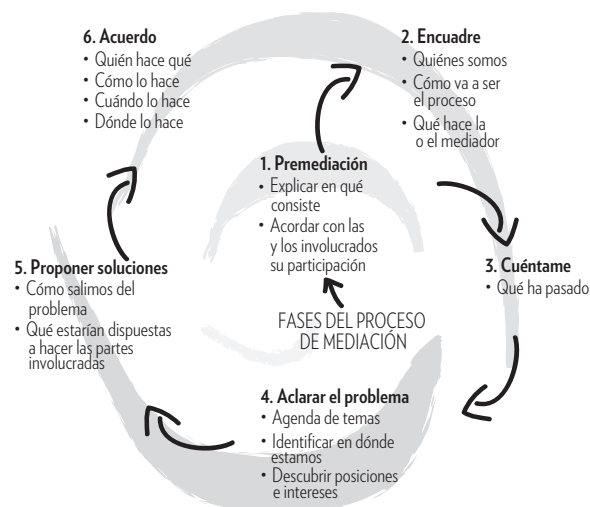 6. Acuerdo
• Quién hace qué
• Cómo lo hace
• Cuándo lo hace
• Dónde lo hace
2. Encuadre
• Quiénes somos
• Cómo va a ser
el proceso
• Qué hace la
o el mediador
1. Premediación
• Explicar en qué
consiste
• Acordar con las
y los involucrados
su participación
5. Proponer soluciones
• Cómo salimos del
problema
• Qué estarían dispuestas
a hacer las partes
involucradas
3. Cuéntame
• Qué ha pasado
FASES DEL PROCESO
DE MEDIACIÓN
4. Aclarar el problema
• Agenda de temas
• Identificar en dónde
estamos
• Descubrir posiciones
e intereses